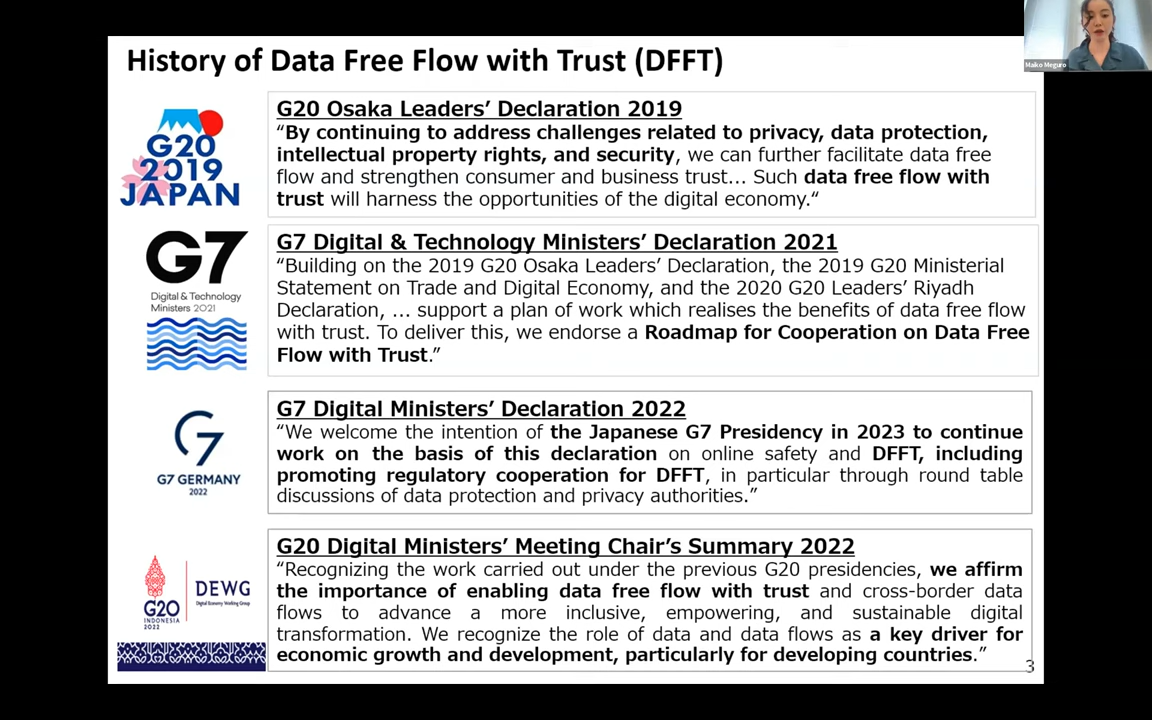 Maiko Meguro
History of Data Free Flow with Trust (DFFT)
G20
2019
JAPAN
G20 Osaka Leaders’ Declaration 2019
“By continuing to address challenges related to privacy, data protection,
intellectual property rights, and security, we can further facilitate data free
flow and strengthen consumer and business trust... Such data free flow with
trust will harness the opportunities of the digital economy.“
G7
Digital & Technology
Ministers 2021
G7 Digital & Technology Ministers’ Declaration 2021
“Building on the 2019 G20 Osaka Leaders’ Declaration, the 2019 G20 Ministerial
Statement on Trade and Digital Economy, and the 2020 G20 Leaders’ Riyadh
Declaration, ... support a plan of work which realises the benefits of data free flow
with trust. To deliver this, we endorse a Roadmap for Cooperation on Data Free
Flow with Trust.”
G7
G7 GERMANY
2022
G7 Digital Ministers’ Declaration 2022
“We welcome the intention of the Japanese G7 Presidency in 2023 to continue
work on the basis of this declaration on online safety and DFFT, including
promoting regulatory cooperation for DFFT, in particular through round table
discussions of data protection and privacy authorities.”
G20
INDONESIA
2022
DEWG
Digital Economy Working Group
G20 Digital Ministers’ Meeting Chair’s Summary 2022
“Recognizing the work carried out under the previous G20 presidencies, we affirm
the importance of enabling data free flow with trust and cross-border data
flows to advance a more inclusive, empowering, and sustainable digital
transformation. We recognize the role of data and data flows as a key driver for
economic growth and development, particularly for developing countries.”
3